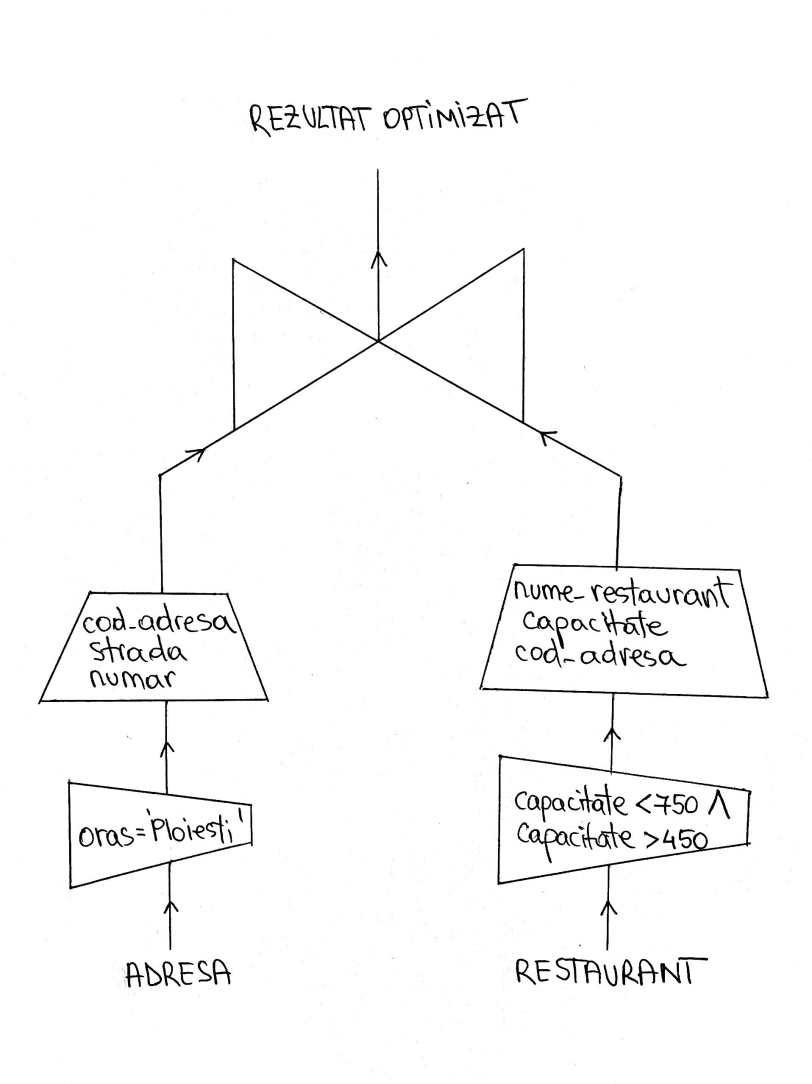 REZULTAT OPTIMIZAT
cod_adresa
strada
numar
nume_restaurant
capacitate
cod_adresa
oras='Ploiesti'
capacitate <750 ∧
capacitate >450
ADRESA
RESTAURANT